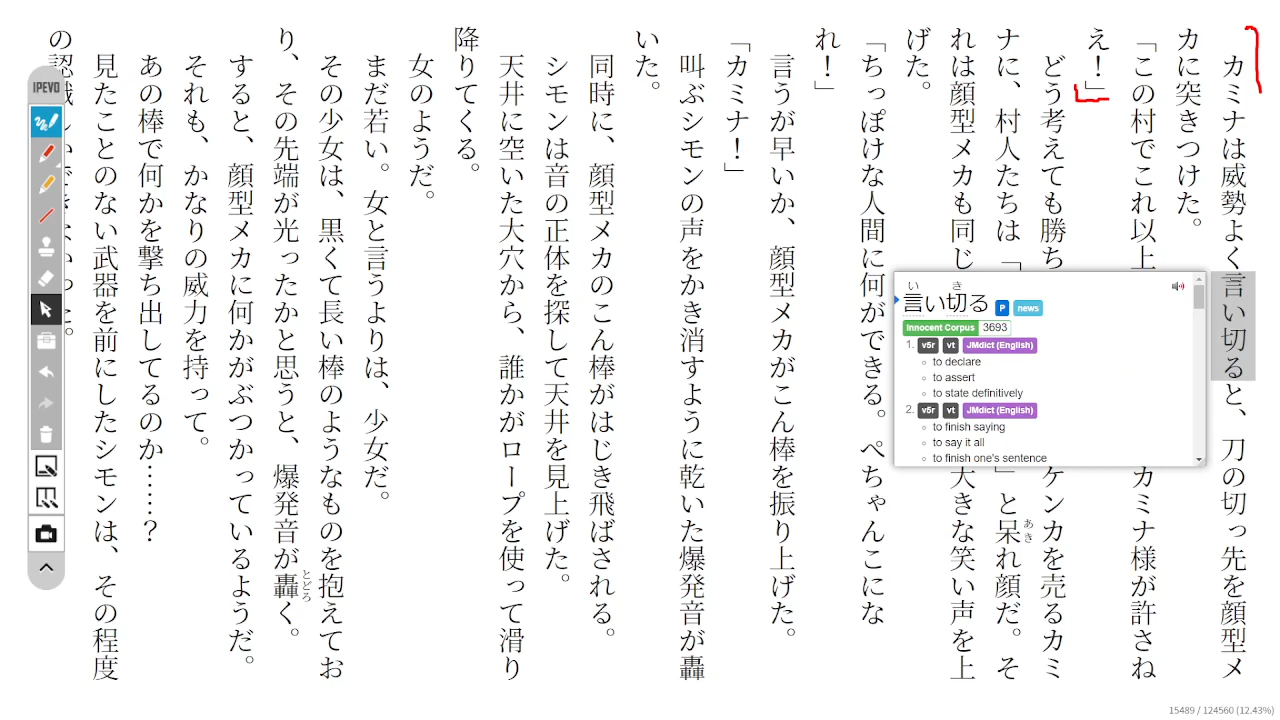 カミナは威勢よく言い切ると、刀の切っ先を顔型メ
カに突きつけた。
「この村でこれ以上 カミナ様が許さね
え！」
どう考えても勝ち ケンカを売るカミ
ナに、村人たちは「 」と呆れ顔だ。そ
あき
れは顔型メカも同じ 大きな笑い声を上
げた。
「ちっぽけな人間に何ができる。ぺちゃんこにな
れ！」
言うが早いか、顔型メカがこん棒を振り上げた。
「カミナ！」
叫ぶシモンの声をかき消すように乾いた爆発音が轟
いた。
同時に、顔型メカのこん棒がはじき飛ばされる。
シモンは音の正体を探して天井を見上げた。
天井に空いた大穴から、誰かがロープを使って滑り
降りてくる。
女のようだ。
まだ若い。女と言うよりは、少女だ。
その少女は、黒くて長い棒のようなものを抱えてお
り、その先端が光ったかと思うと、爆発音が轟く。
とどろ
すると、顔型メカに何かがぶつかっているようだ。
それも、かなりの威力を持って。
あの棒で何かを撃ち出してるのか……？
見たことのない武器を前にしたシモンは、その程度
の認
IPEVO
い き
言い切る P news
Innocent Corpus 3693
1. v5r vt JMdict (English)
to declare
to assert
to state definitively
2. v5r vt JMdict (English)
to finish saying
to say it all
to finish one's sentence
15489 / 124560 (12.43%)